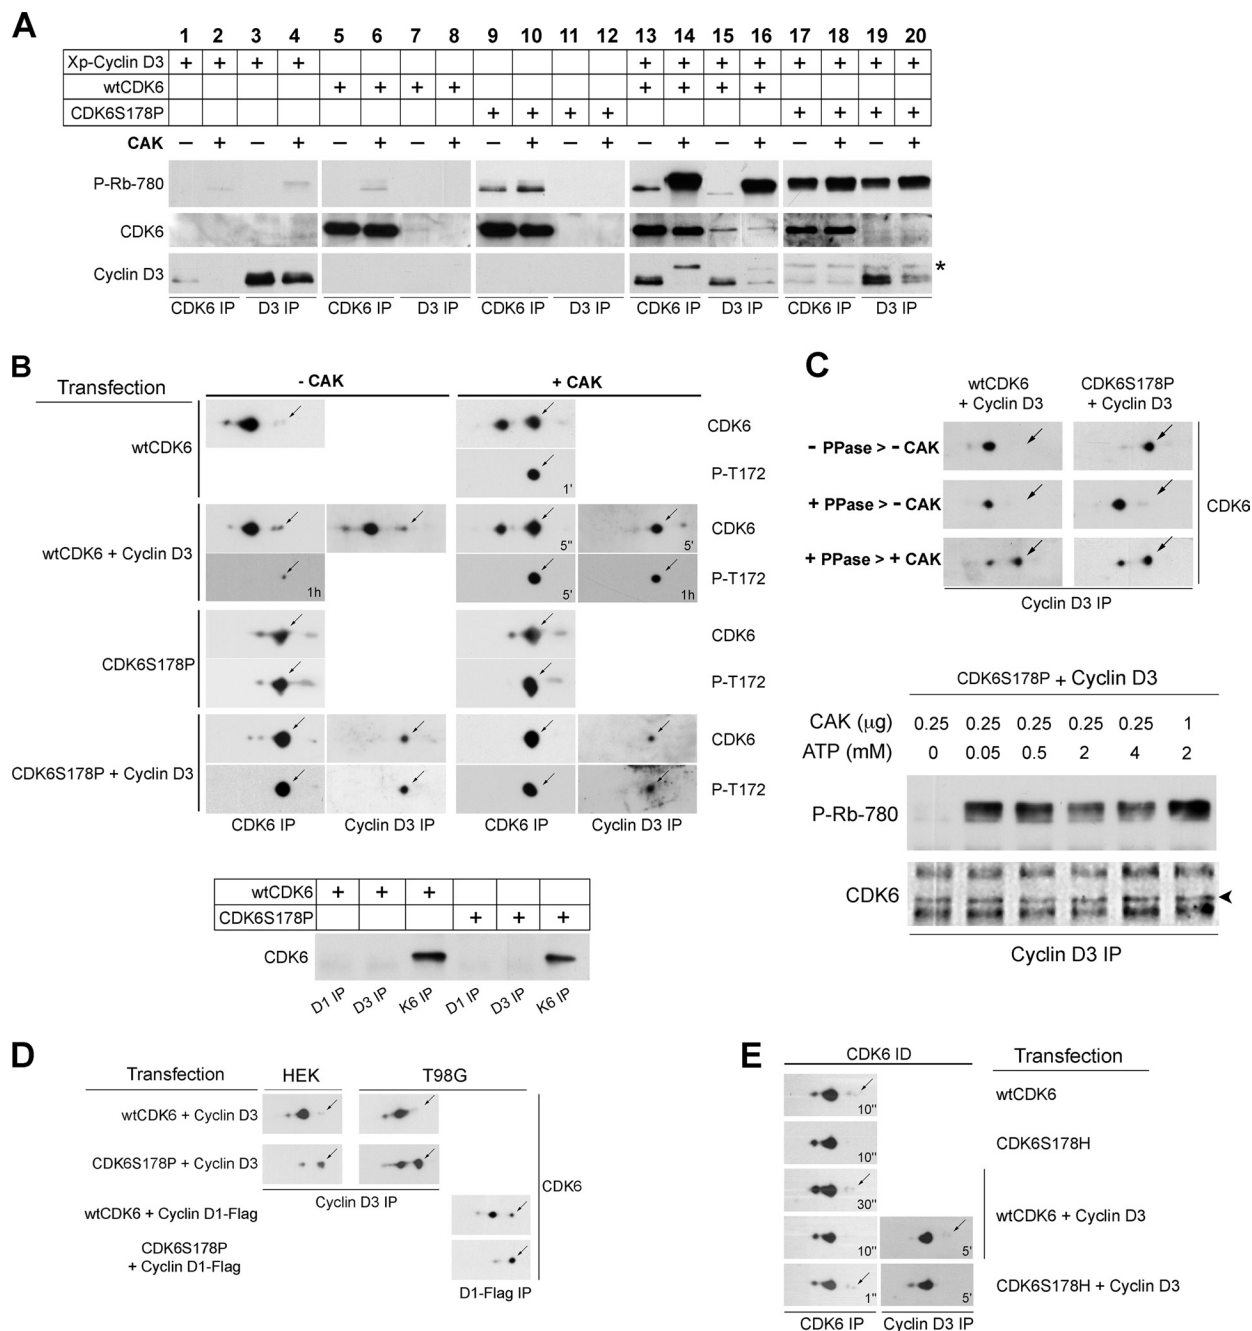 A
1 2 3 4 5 6 7 8 9 10 11 12 13 14 15 16 17 18 19 20
Xp-Cyclin D3 + + + + + + + + + + + +
wtCDK6 + + + + + + + +
CDK6S178P + + + + + + + +
CAK – + – + – + – + – + – + – + – + – + – +
P-Rb-780
CDK6
Cyclin D3 *
CDK6 IP D3 IP CDK6 IP D3 IP CDK6 IP D3 IP CDK6 IP D3 IP CDK6 IP D3 IP
B
Transfection - CAK + CAK
wtCDK6 CDK6
1' P-T172
wtCDK6 + Cyclin D3 5" 5' CDK6
1h 5' 1h P-T172
CDK6S178P CDK6
P-T172
CDK6S178P + Cyclin D3 CDK6
P-T172
CDK6 IP Cyclin D3 IP CDK6 IP Cyclin D3 IP
wtCDK6 + + +
CDK6S178P + + +
CDK6
D1 IP D3 IP K6 IP D1 IP D3 IP K6 IP
C
wtCDK6 + Cyclin D3 CDK6S178P + Cyclin D3
- PPase > - CAK
+ PPase > - CAK CDK6
+ PPase > + CAK
Cyclin D3 IP
CDK6S178P + Cyclin D3
CAK (µg) 0.25 0.25 0.25 0.25 0.25 1
ATP (mM) 0 0.05 0.5 2 4 2
P-Rb-780
CDK6
Cyclin D3 IP
D
Transfection HEK T98G
wtCDK6 + Cyclin D3
CDK6S178P + Cyclin D3
Cyclin D3 IP CDK6
wtCDK6 + Cyclin D1-Flag
CDK6S178P
+ Cyclin D1-Flag
D1-Flag IP
E
CDK6 ID Transfection
10" wtCDK6
10" CDK6S178H
30"
wtCDK6 + Cyclin D3
10" 5'
1" 5' CDK6S178H + Cyclin D3
CDK6 IP Cyclin D3 IP